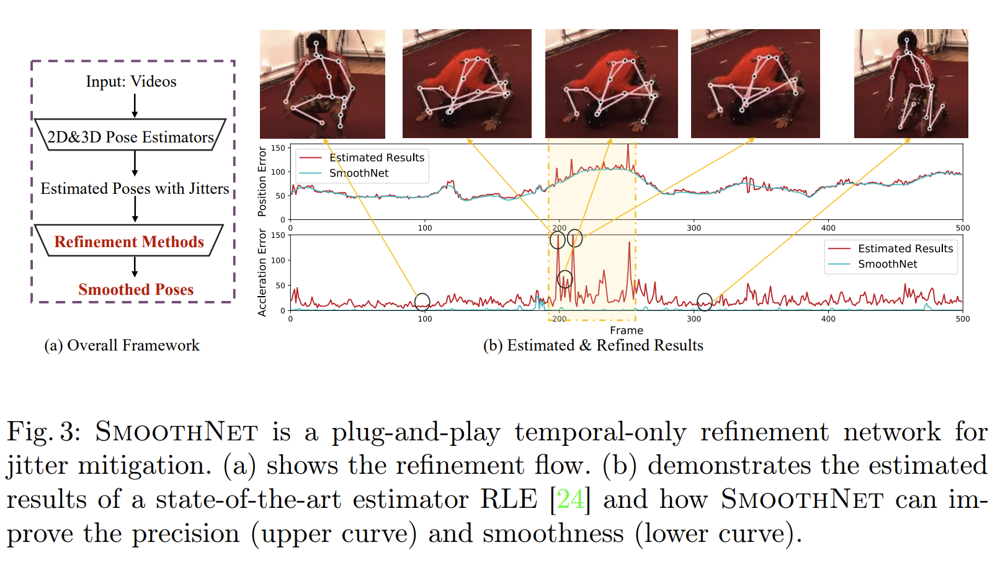 Input: Videos
2D&3D Pose Estimators
Estimated Poses with Jitters
Refinement Methods
Smoothed Poses
(a) Overall Framework
Position Error
150
100
50
0
Estimated Results
SmoothNet
0 100 200 300 400 500
Accleration Error
150
100
50
0
Estimated Results
SmoothNet
0 100 200 300 400 500
Frame
(b) Estimated & Refined Results
Fig. 3: SMOOTHNET is a plug-and-play temporal-only refinement network for
jitter mitigation. (a) shows the refinement flow. (b) demonstrates the estimated
results of a state-of-the-art estimator RLE [24] and how SMOOTHNET can im-
prove the precision (upper curve) and smoothness (lower curve).